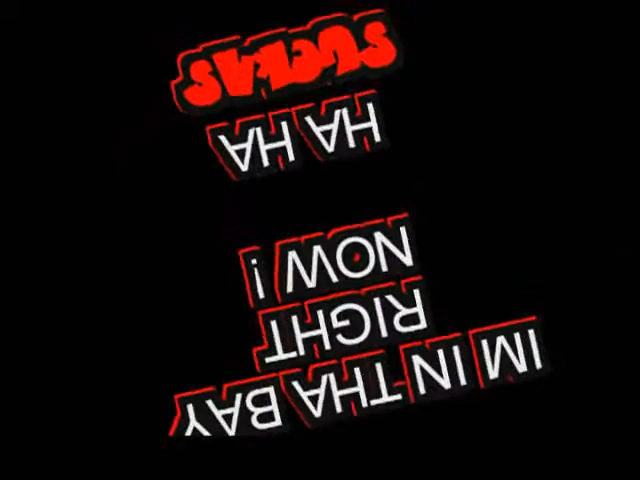 IM IN THA BAY
RIGHT
NOW !
HA HA
SUCKAS